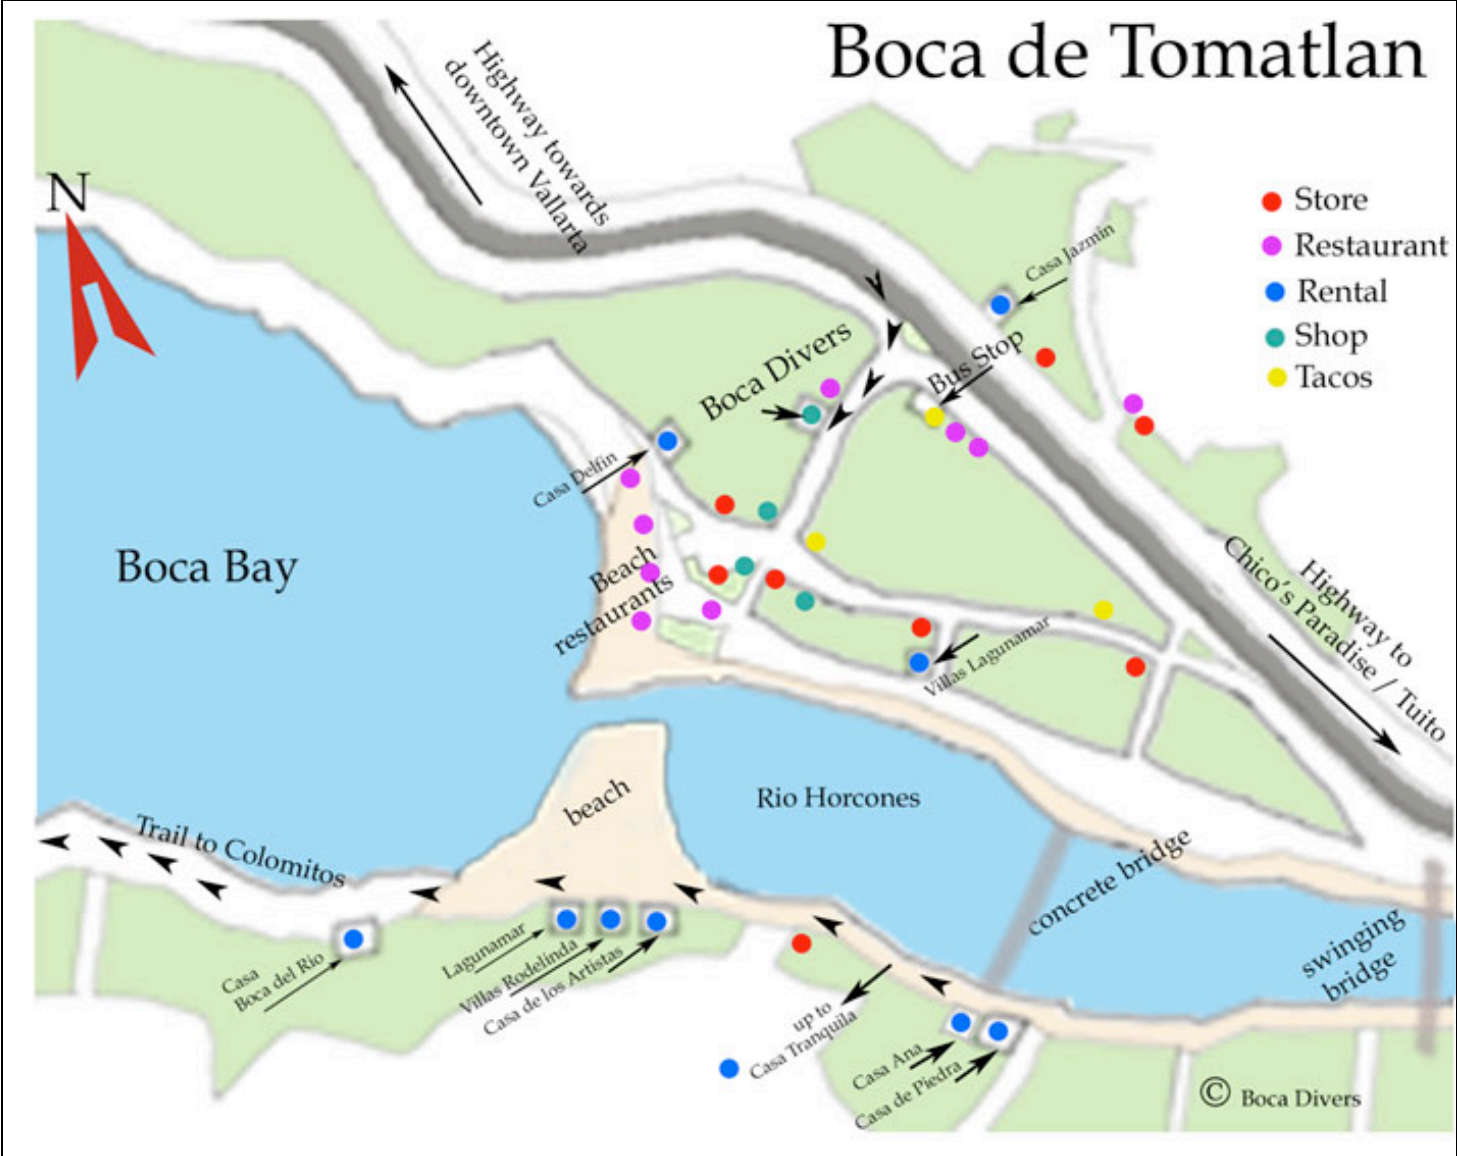 Boca de Tomatlan
N
Highway towards
downtown Vallarta
Store
Restaurant
Rental
Shop
Tacos
Casa Jazmin
Boca Divers
Bus Stop
Casa Delfin
Boca Bay
Beach
restaurants
Highway to
Chico's Paradise / Tuito
Villas Lagunamar
beach
Rio Horcones
Trail to Colomitos
concrete bridge
swinging
bridge
Casa
Boca del Rio
Lagunamar
Villas Rodelinda
Casa de los Artistas
up to
Casa Tranquila
Casa Ana
Casa de Piedra
© Boca Divers